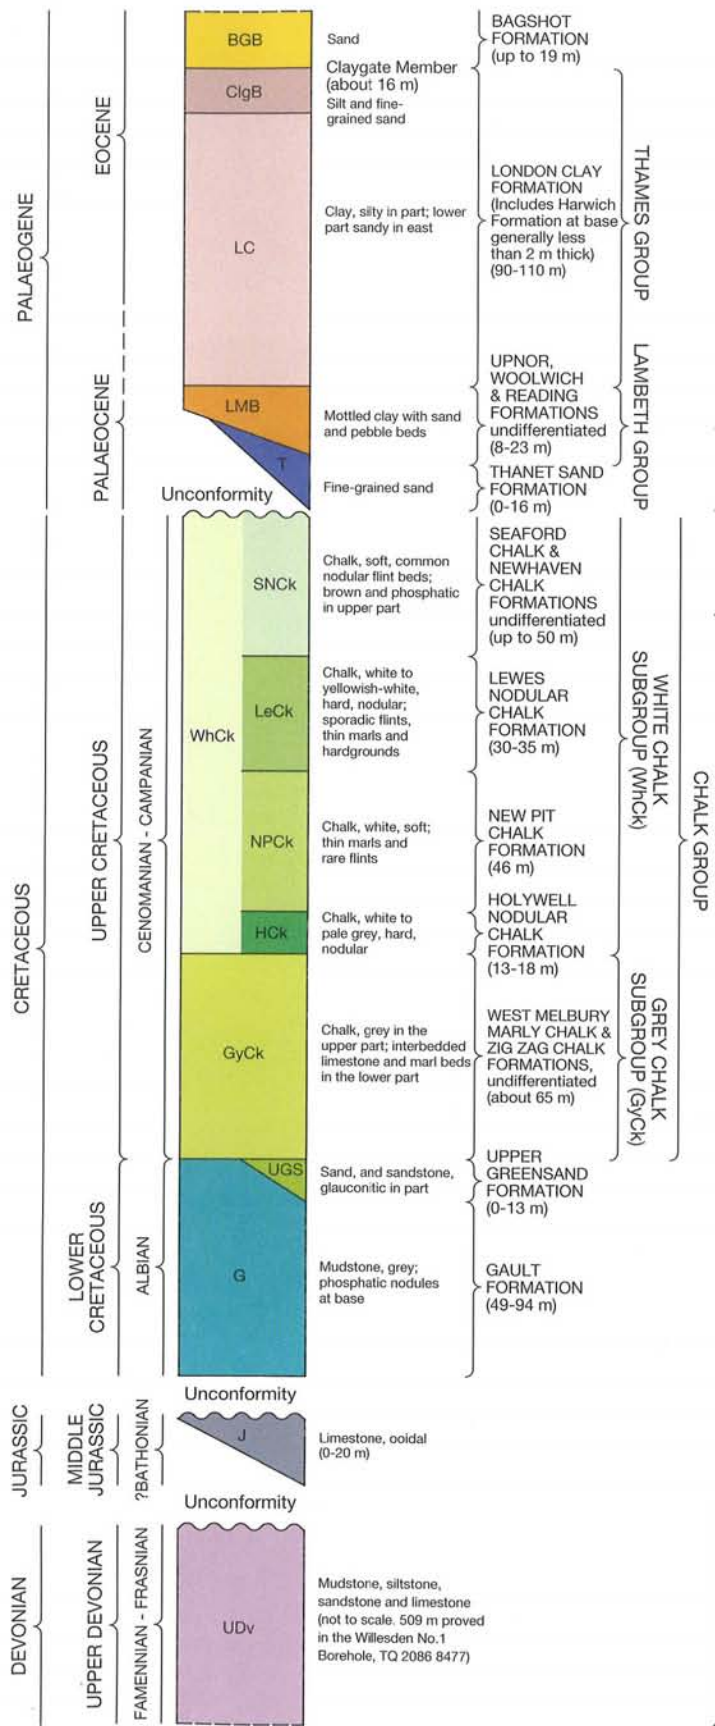 BGB
Sand
BAGSHOT
FORMATION
(up to 19 m)
ClgB
Claygate Member
(about 16 m)
Silt and fine-
grained sand
LC
Clay, silty in part; lower
part sandy in east
LONDON CLAY
FORMATION
(Includes Harwich
Formation at base
generally less
than 2 m thick)
(90-110 m)
THAMES GROUP
EOCENE
PALAEOGENE
LMB
Mottled clay with sand
and pebble beds
UPNOR,
WOOLWICH
& READING
FORMATIONS
undifferentiated
(8-23 m)
LAMBETH GROUP
PALAEOCENE
T
Unconformity
Fine-grained sand
THANET SAND
FORMATION
(0-16 m)
SNCk
Chalk, soft, common
nodular flint beds;
brown and phosphatic
in upper part
SEAFORD
CHALK &
NEWHAVEN
CHALK
FORMATIONS
undifferentiated
(up to 50 m)
WhCk
LeCk
Chalk, white to
yellowish-white,
hard, nodular;
sporadic flints,
thin marls and
hardgrounds
LEWES
NODULAR
CHALK
FORMATION
(30-35 m)
WHITE CHALK
SUBGROUP (WhCk)
CHALK GROUP
NPCk
Chalk, white, soft;
thin marls and
rare flints
NEW PIT
CHALK
FORMATION
(46 m)
HCk
Chalk, white to
pale grey, hard,
nodular
HOLYWELL
NODULAR
CHALK
FORMATION
(13-18 m)
CENOMANIAN - CAMPANIAN
UPPER CRETACEOUS
CRETACEOUS
GyCk
Chalk, grey in the
upper part; interbedded
limestone and marl beds
in the lower part
WEST MELBURY
MARLY CHALK &
ZIG ZAG CHALK
FORMATIONS,
undifferentiated
(about 65 m)
GREY CHALK
SUBGROUP (GyCk)
UGS
Sand, and sandstone,
glauconitic in part
UPPER
GREENSAND
FORMATION
(0-13 m)
LOWER
CRETACEOUS
ALBIAN
G
Mudstone, grey;
phosphatic nodules
at base
GAULT
FORMATION
(49-94 m)
Unconformity
JURASSIC
MIDDLE
JURASSIC
?BATHONIAN
J
Limestone, ooidal
(0-20 m)
Unconformity
DEVONIAN
UPPER DEVONIAN
FAMENNIAN - FRASNIAN
UDv
Mudstone, siltstone,
sandstone and limestone
(not to scale. 509 m proved
in the Willesden No.1
Borehole, TQ 2086 8477)